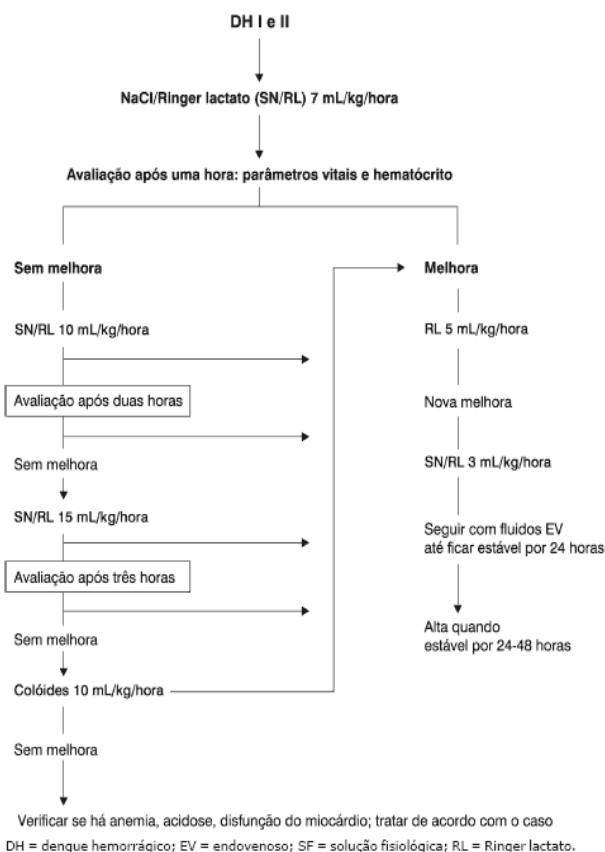 DH I e II
NaCl/Ringer lactato (SN/RL) 7 mL/kg/hora
Avaliação após uma hora: parâmetros vitais e hematócrito
Sem melhora
SN/RL 10 mL/kg/hora
Avaliação após duas horas
Sem melhora
SN/RL 15 mL/kg/hora
Avaliação após três horas
Sem melhora
Colóides 10 mL/kg/hora
Sem melhora
Melhora
RL 5 mL/kg/hora
Nova melhora
SN/RL 3 mL/kg/hora
Seguir com fluidos EV
até ficar estável por 24 horas
Alta quando
estável por 24-48 horas
Verificar se há anemia, acidose, disfunção do miocárdio; tratar de acordo com o caso
DH = dengue hemorrágico; EV = endovenoso; SF = solução fisiológica; RL = Ringer lactato.